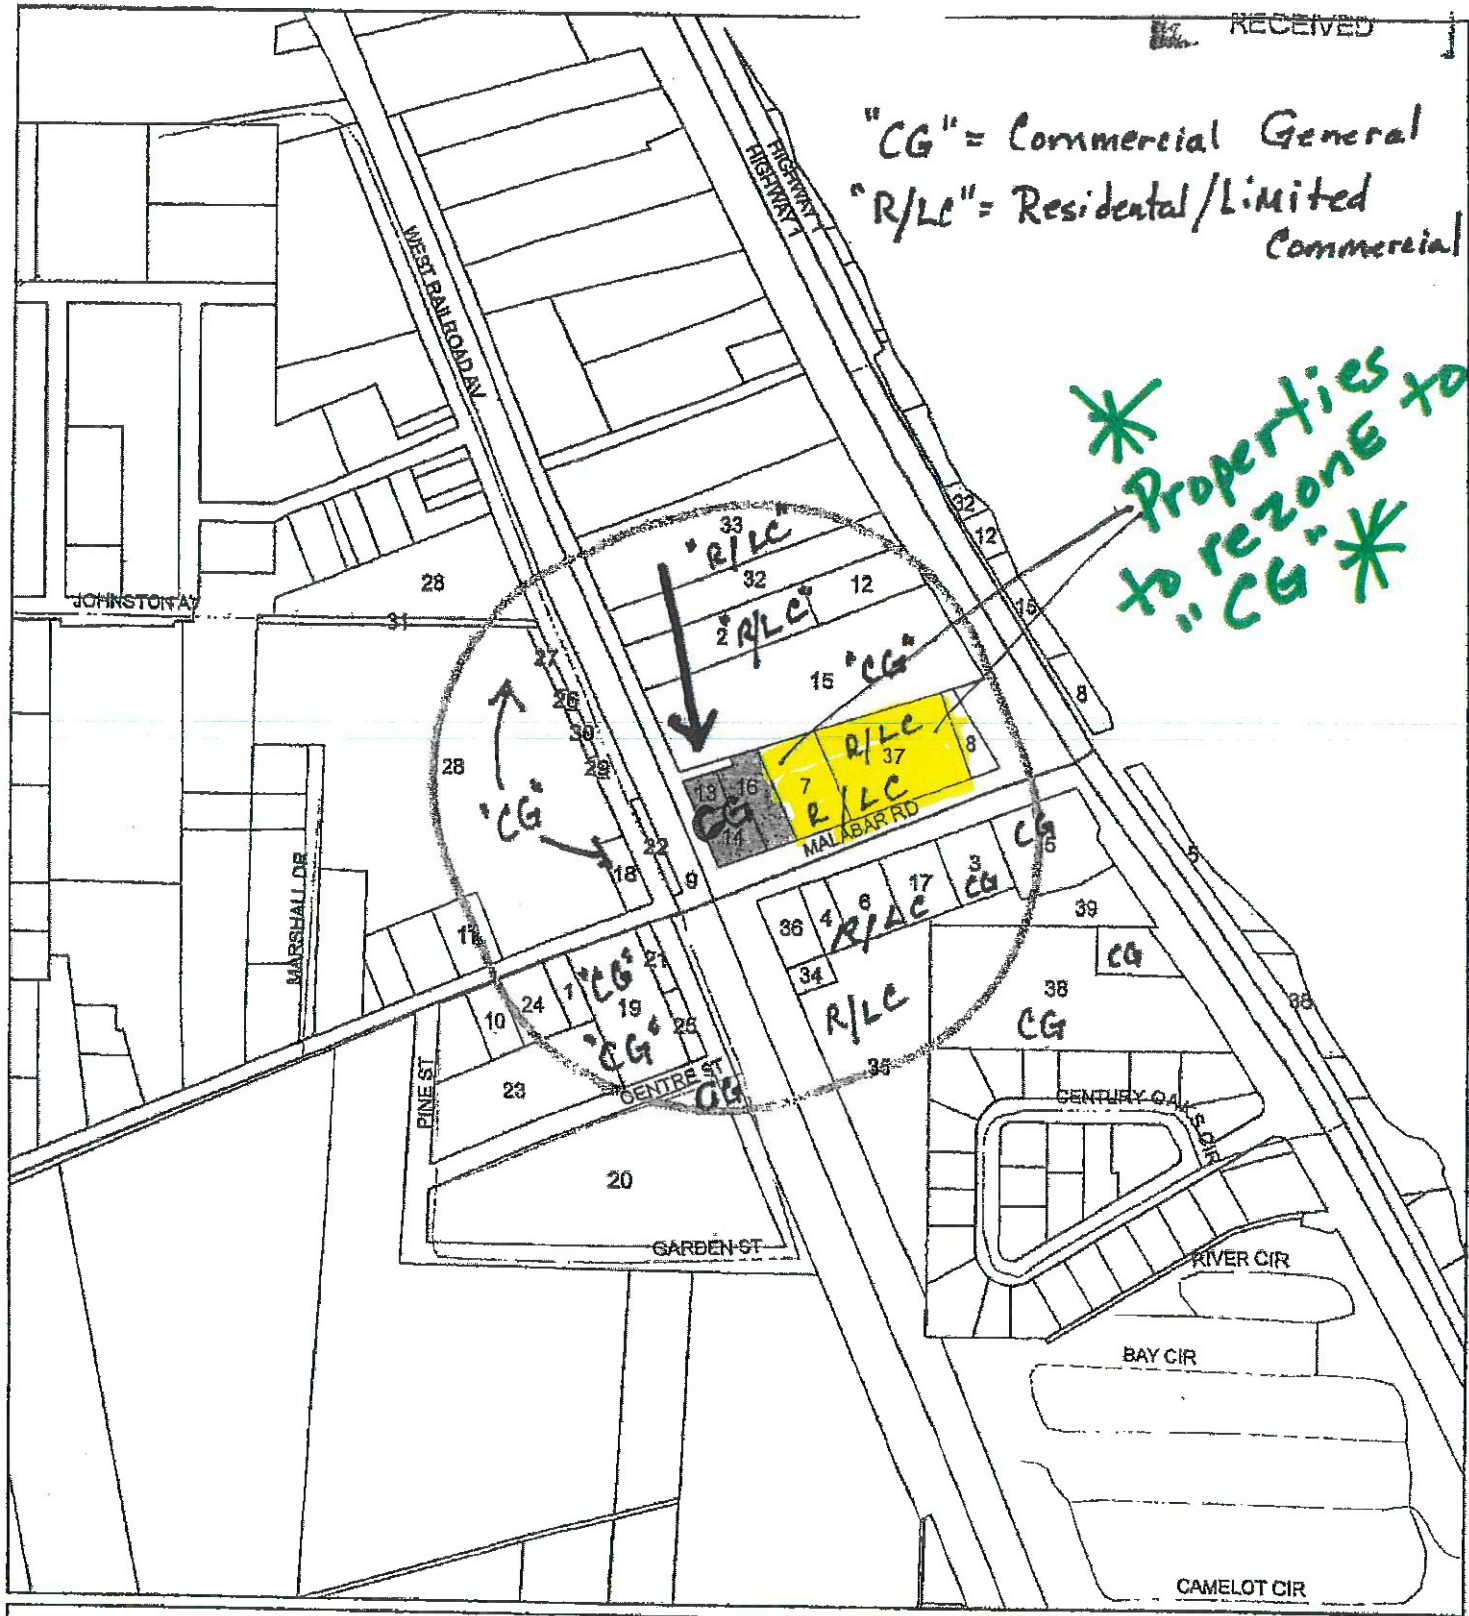 RECEIVED
"CG" = Commercial General
"R/LC" = Residental/Limited
Commercial
HIGHWAY 1
HIGHWAY 1
WEST RAILROAD AV
* Properties
to rezone to
"CG" *
33
"R/LC"
32
12
32
12
28
JOHNSTON AV
31
2 "R/LC"
15
27
15 "CG"
26
8
30
28
29
R/LC
37
8
"CG"
13
16
7
R/LC
CG
14
MALABAR RD
22
CG
5
5
18
9
3
CG
17
6
39
MARSHALL DR
11
36
4
R/LC
CG
"CG"
21
34
24
1
38
38
10
19
R/LC
CG
"CG"
25
35
PINE ST
23
CENTRE ST
CG
CENTURY OAKS CIR
20
GARDEN ST
RIVER CIR
BAY CIR
CAMELOT CIR